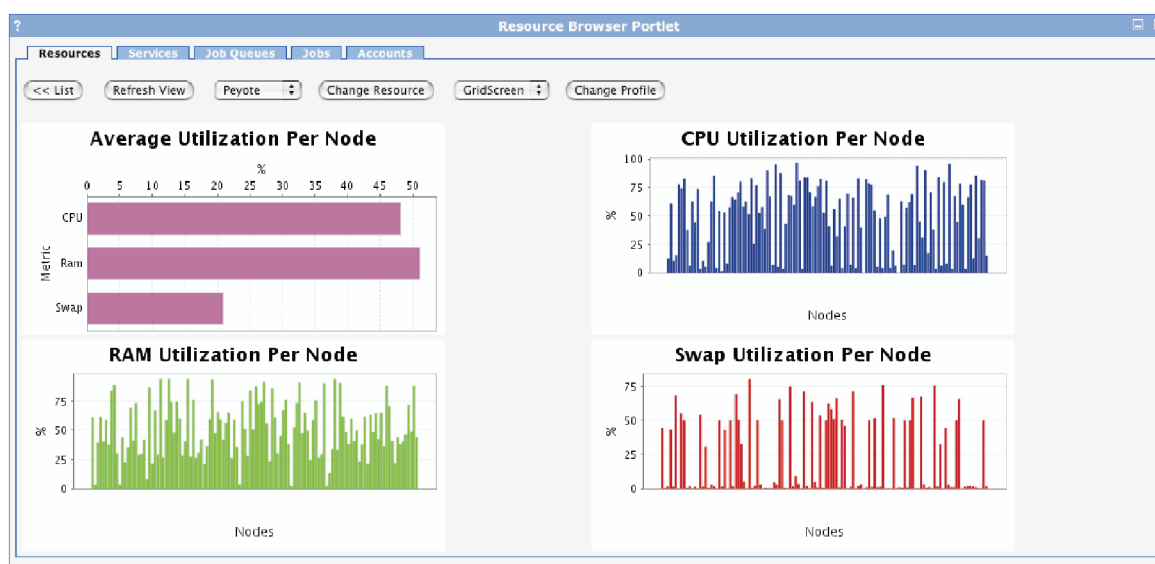 ? Resource Browser Portlet
Resources Services Job Queues Jobs Accounts
<< List Refresh View Peyote Change Resource GridScreen Change Profile
Average Utilization Per Node
%
0 5 10 15 20 25 30 35 40 45 50
CPU
Ram
Swap
Metric
CPU Utilization Per Node
100
75
50
25
0
%
Nodes
RAM Utilization Per Node
75
50
25
0
%
Nodes
Swap Utilization Per Node
75
50
25
0
%
Nodes